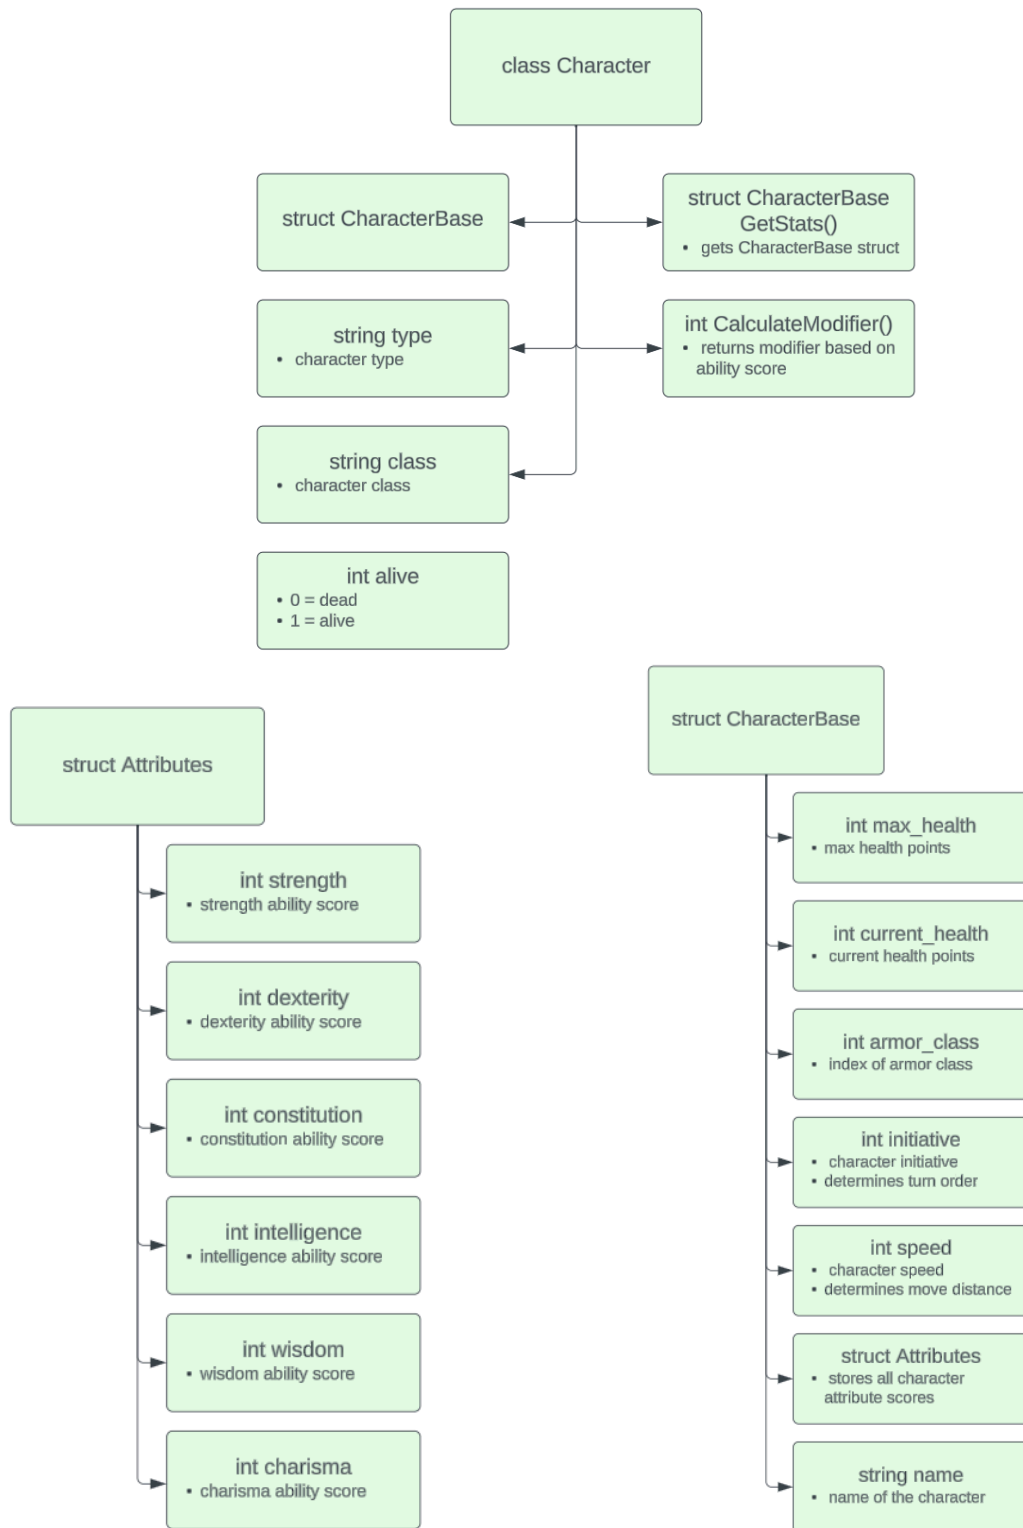 class Character
struct CharacterBase
struct CharacterBase
GetStats()
• gets CharacterBase struct
string type
• character type
int CalculateModifier()
• returns modifier based on
ability score
string class
• character class
int alive
• 0 = dead
• 1 = alive
struct Attributes
int strength
• strength ability score
int dexterity
• dexterity ability score
int constitution
• constitution ability score
int intelligence
• intelligence ability score
int wisdom
• wisdom ability score
int charisma
• charisma ability score
struct CharacterBase
int max_health
• max health points
int current_health
• current health points
int armor_class
• index of armor class
int initiative
• character initiative
• determines turn order
int speed
• character speed
• determines move distance
struct Attributes
• stores all character
attribute scores
string name
• name of the character